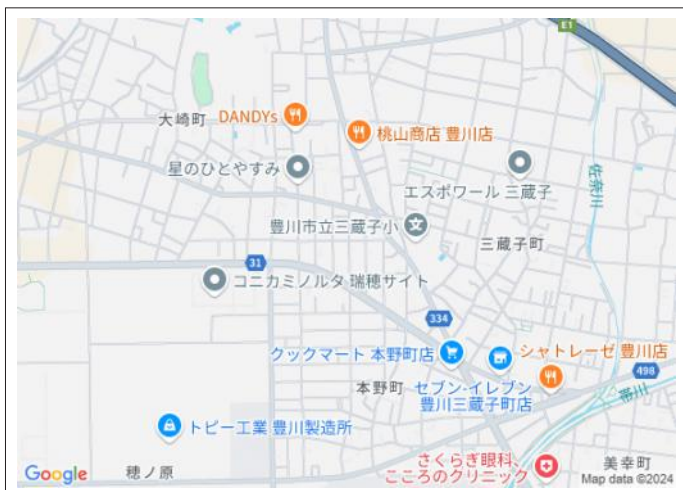 E1
DANDYs
大崎町
桃山商店 豊川店
星のひとやすみ
エスポワール 三蔵子
佐奈川
豊川市立三蔵子小
文
三蔵子町
31
コニカミノルタ 瑞穂サイト
334
クックマート 本野町店
シャトレーゼ 豊川店
498
本野町
セブン-イレブン
豊川三蔵子町店
帯川
トピー工業 豊川製造所
さくらぎ眼科、
こころのクリニック
美幸町
穂ノ原
Google
Map data ©2024